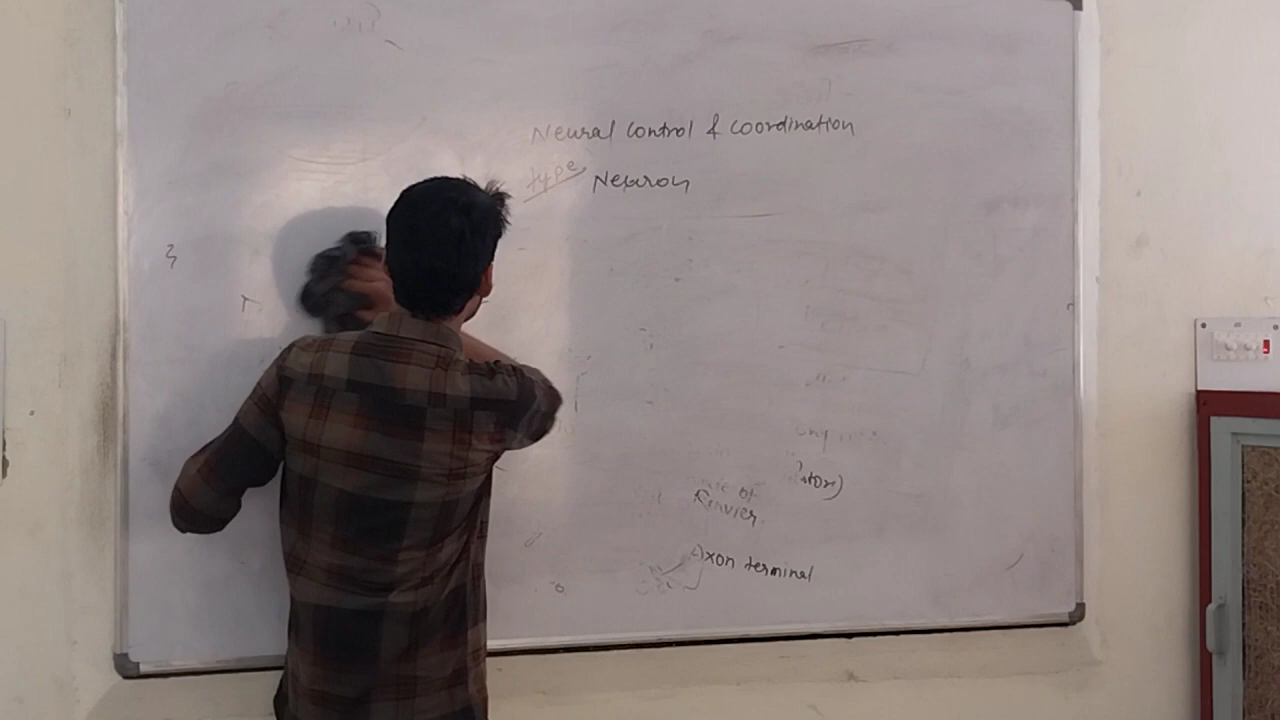 Neural control & coordination
type Neuron
of
Ranvier
Axon terminal